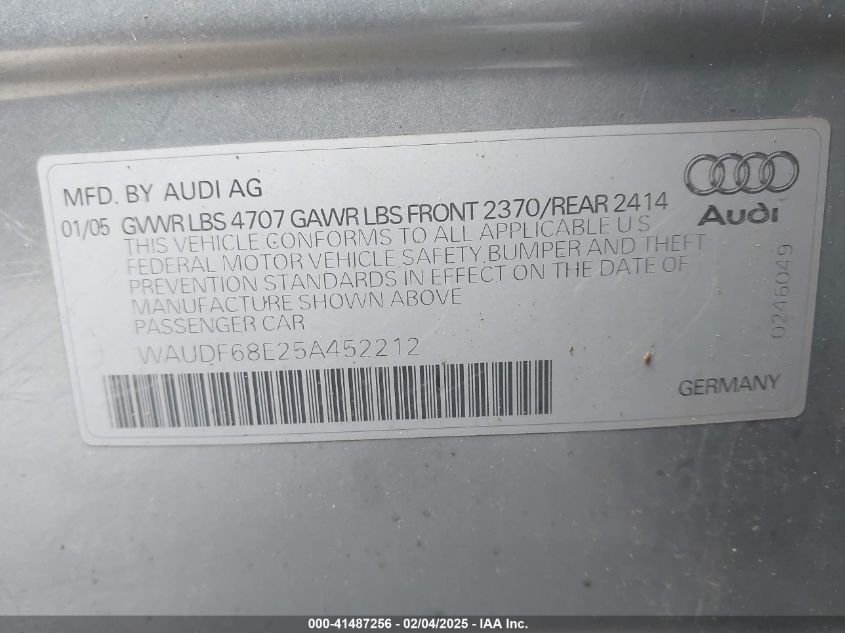 MFD. BY AUDI AG
01/05 GVWR LBS 4707 GAWR LBS FRONT 2370/REAR 2414
THIS VEHICLE CONFORMS TO ALL APPLICABLE U S
FEDERAL MOTOR VEHICLE SAFETY, BUMPER AND THEFT
PREVENTION STANDARDS IN EFFECT ON THE DATE OF
MANUFACTURE SHOWN ABOVE
PASSENGER CAR
WAUDF68E25A452212
Audi
0246049
GERMANY
000-41487256 - 02/04/2025 - IAA Inc.